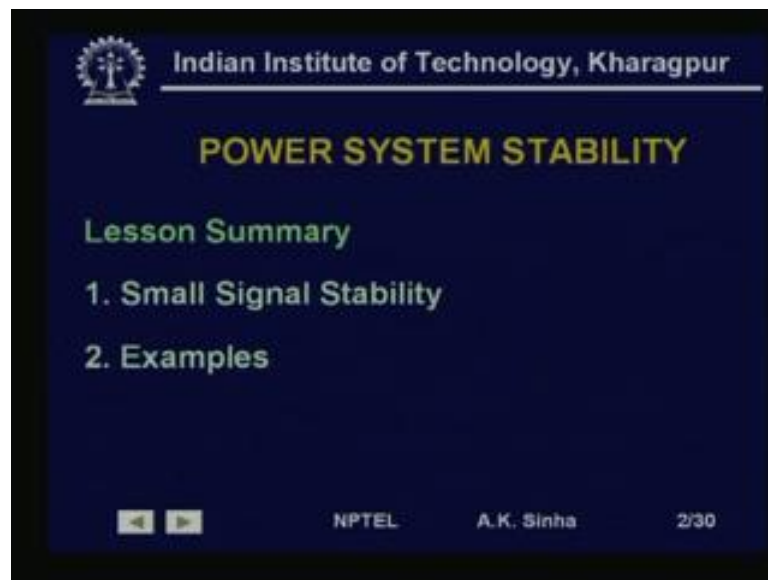 Indian Institute of Technology, Kharagpur
POWER SYSTEM STABILITY
Lesson Summary
1. Small Signal Stability
2. Examples
NPTEL A.K. Sinha 2/30